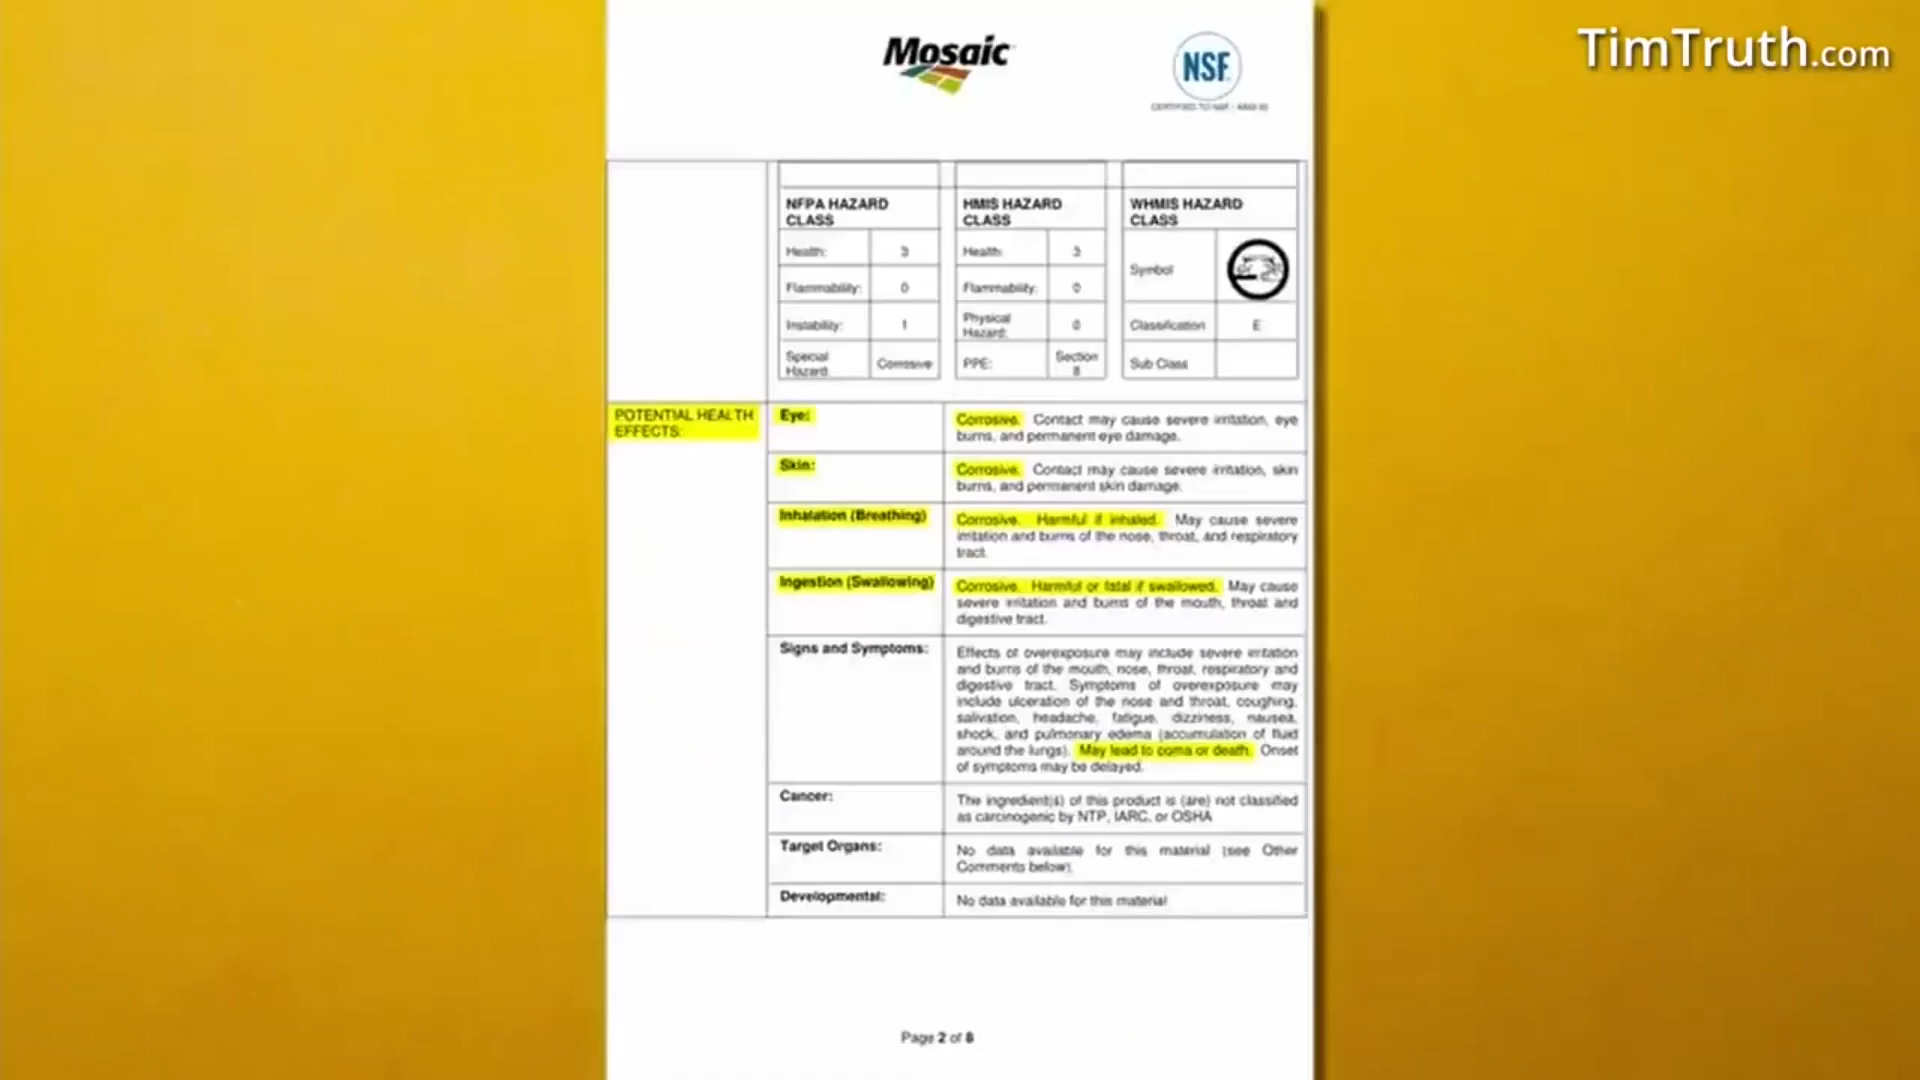 TimTruth.com
Mosaic
NSF
CERTIFIED TO NSF
NFPA HAZARD
CLASS
Health: 3
Flammability: 0
Instability: 1
Special
Hazard: Corrosive
HMIS HAZARD
CLASS
Health: 3
Flammability: 0
Physical
Hazard: 0
PPE: Section
8
WHMIS HAZARD
CLASS
Symbol
Classification E
Sub Class
POTENTIAL HEALTH
EFFECTS:
Eye:
Corrosive. Contact may cause severe irritation, eye
burns, and permanent eye damage.
Skin:
Corrosive. Contact may cause severe irritation, skin
burns, and permanent skin damage.
Inhalation (Breathing)
Corrosive. Harmful if inhaled. May cause severe
irritation and burns of the nose, throat, and respiratory
tract.
Ingestion (Swallowing)
Corrosive. Harmful or fatal if swallowed. May cause
severe irritation and burns of the mouth, throat and
digestive tract.
Signs and Symptoms:
Effects of overexposure may include severe irritation
and burns of the mouth, nose, throat, respiratory and
digestive tract. Symptoms of overexposure may
include ulceration of the nose and throat, coughing,
salivation, headache, fatigue, dizziness, nausea,
shock, and pulmonary edema (accumulation of fluid
around the lungs). May lead to coma or death. Onset
of symptoms may be delayed.
Cancer:
The ingredient(s) of this product is (are) not classified
as carcinogenic by NTP, IARC, or OSHA
Target Organs:
No data available for this material (see Other
Comments below).
Developmental:
No data available for this material
Page 2 of 8